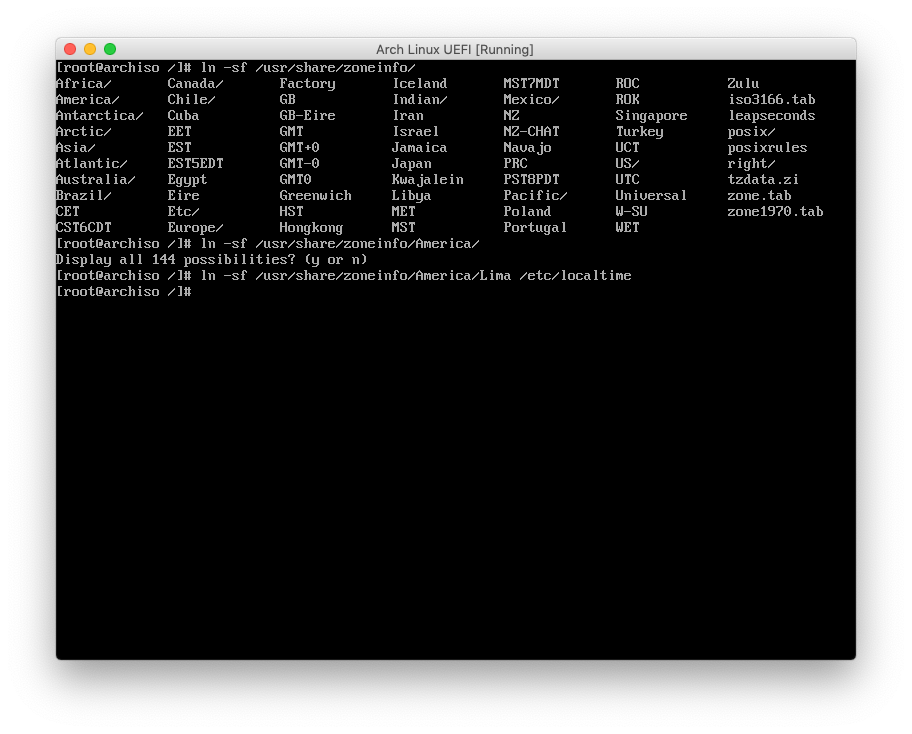 Arch Linux UEFI [Running]
[root@archiso /]# ln -sf /usr/share/zoneinfo/
Africa/ Canada/ Factory Iceland MST7MDT ROC Zulu
America/ Chile/ GB Indian/ Mexico/ ROK iso3166.tab
Antarctica/ Cuba GB-Eire Iran NZ Singapore leapseconds
Arctic/ EET GMT Israel NZ-CHAT Turkey posix/
Asia/ EST GMT+0 Jamaica Navajo UCT posixrules
Atlantic/ EST5EDT GMT-0 Japan PRC US/ right/
Australia/ Egypt GMT0 Kwajalein PST8PDT UTC tzdata.zi
Brazil/ Eire Greenwich Libya Pacific/ Universal zone.tab
CET Etc/ HST MET Poland W-SU zone1970.tab
CST6CDT Europe/ Hongkong MST Portugal WET
[root@archiso /]# ln -sf /usr/share/zoneinfo/America/
Display all 144 possibilities? (y or n)
[root@archiso /]# ln -sf /usr/share/zoneinfo/America/Lima /etc/localtime
[root@archiso /]#